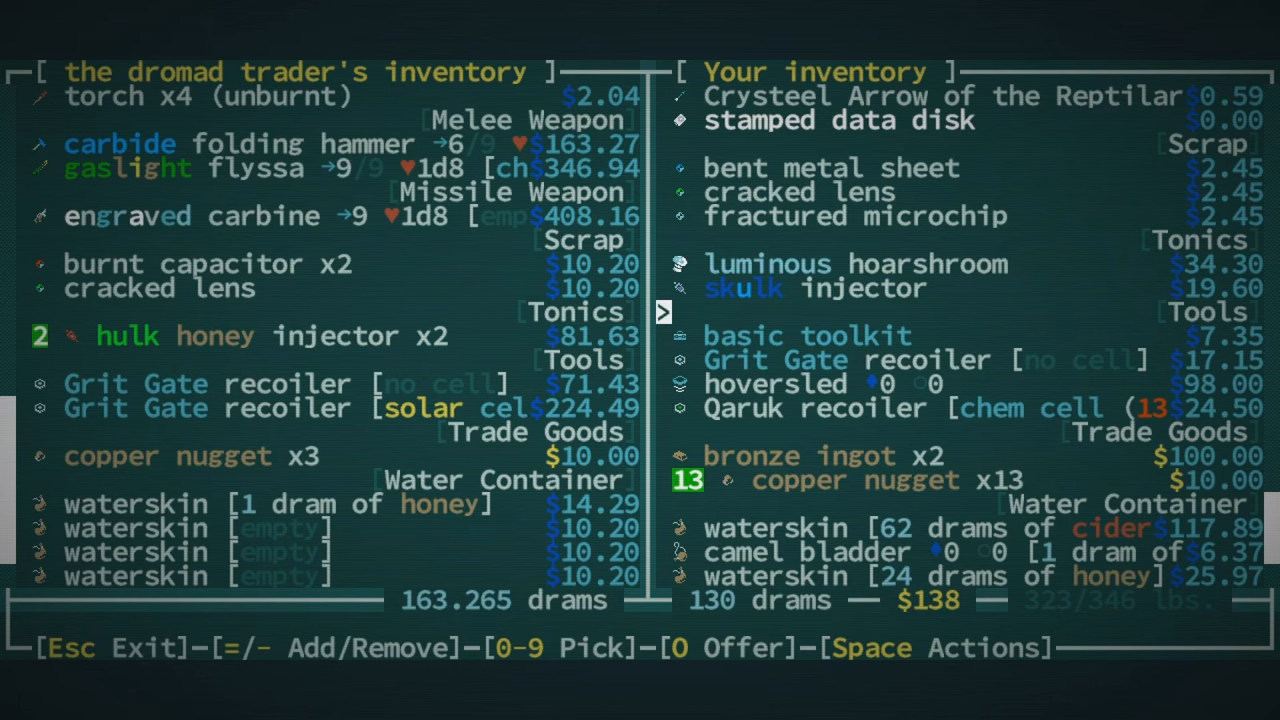 [ the dromad trader's inventory ]
torch x4 (unburnt) $2.04
[Melee Weapon]
carbide folding hammer →6/9 ♥$163.27
gaslight flyssa →9/9 ♥1d8 [ch$346.94
[Missile Weapon]
engraved carbine →9 ♥1d8 [emp$408.16
[Scrap]
burnt capacitor x2 $10.20
cracked lens $10.20
[Tonics]
2 hulk honey injector x2 $81.63
[Tools]
Grit Gate recoiler [no cell] $71.43
Grit Gate recoiler [solar cel$224.49
[Trade Goods]
copper nugget x3 $10.00
[Water Container]
waterskin [1 dram of honey] $14.29
waterskin [empty] $10.20
waterskin [empty] $10.20
waterskin [empty] $10.20
163.265 drams
[ Your inventory ]
Crysteel Arrow of the Reptilar$0.59
stamped data disk $0.00
[Scrap]
bent metal sheet $2.45
cracked lens $2.45
fractured microchip $2.45
[Tonics]
luminous hoarshroom $34.30
skulk injector $19.60
> [Tools]
basic toolkit $7.35
Grit Gate recoiler [no cell] $17.15
hoversled ♦0 ○0 $98.00
Qaruk recoiler [chem cell (13$24.50
[Trade Goods]
bronze ingot x2 $100.00
13 copper nugget x13 $10.00
[Water Container]
waterskin [62 drams of cider$117.89
camel bladder ♦0 ○0 [1 dram of$6.37
waterskin [24 drams of honey]$25.97
130 drams — $138 — 323/346 lbs.
[Esc Exit]—[=/- Add/Remove]—[0-9 Pick]—[O Offer]—[Space Actions]